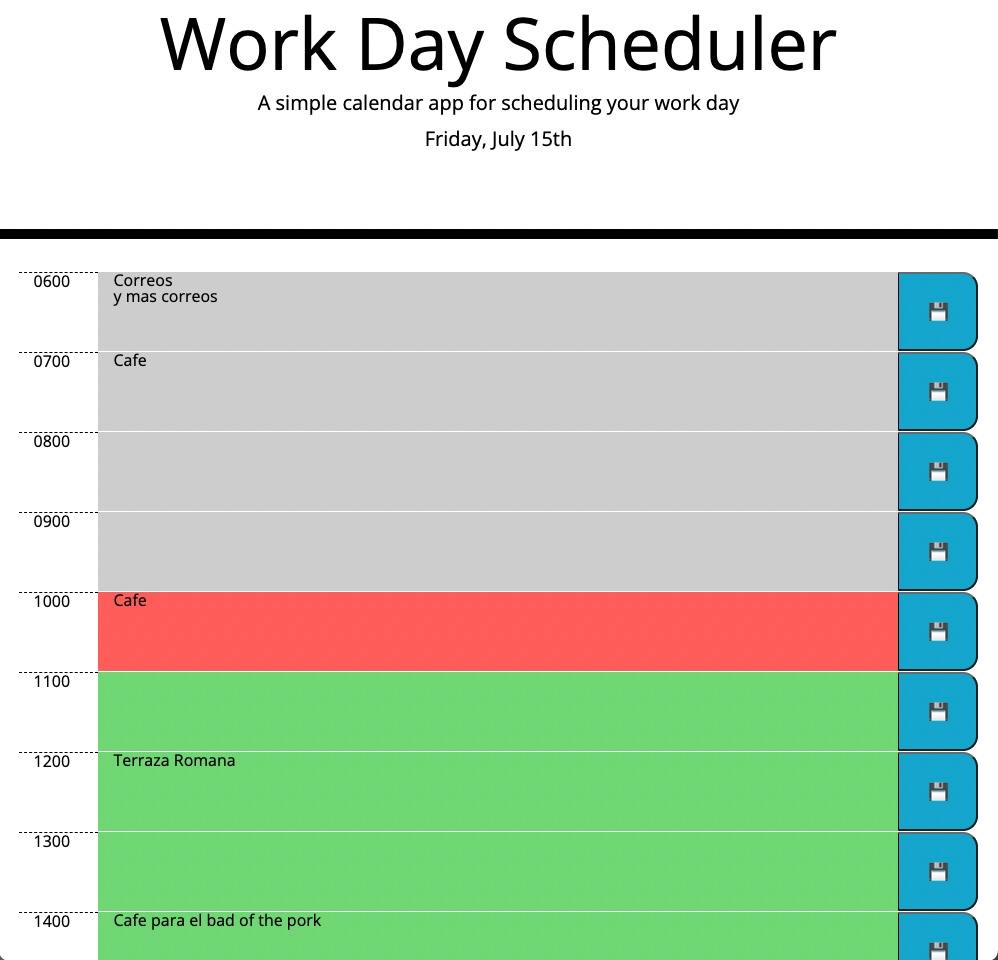 Work Day Scheduler
A simple calendar app for scheduling your work day
Friday, July 15th
0600
Correos
y mas correos
0700
Cafe
0800
0900
1000
Cafe
1100
1200
Terraza Romana
1300
1400
Cafe para el bad of the pork